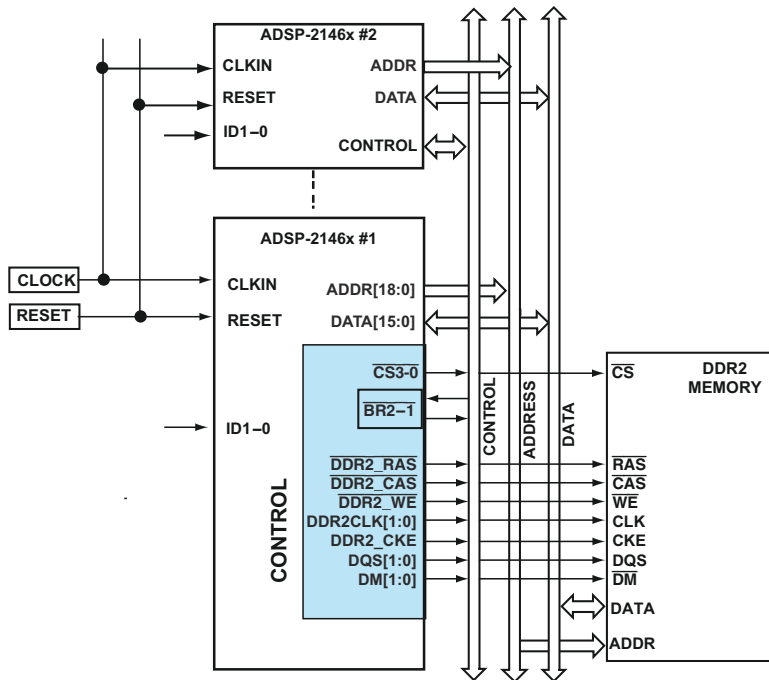 ADSP-2146x #2
CLKIN
ADDR
RESET
DATA
ID1–0
CONTROL
ADSP-2146x #1
CLOCK
CLKIN
ADDR[18:0]
RESET
RESET
DATA[15:0]
CS3-0
BR2–1
ID1–0
CONTROL
DDR2_RAS
DDR2_CAS
DDR2_WE
DDR2CLK[1:0]
DDR2_CKE
DQS[1:0]
DM[1:0]
CONTROL
ADDRESS
DATA
DDR2
MEMORY
CS
RAS
CAS
WE
CLK
CKE
DQS
DM
DATA
ADDR